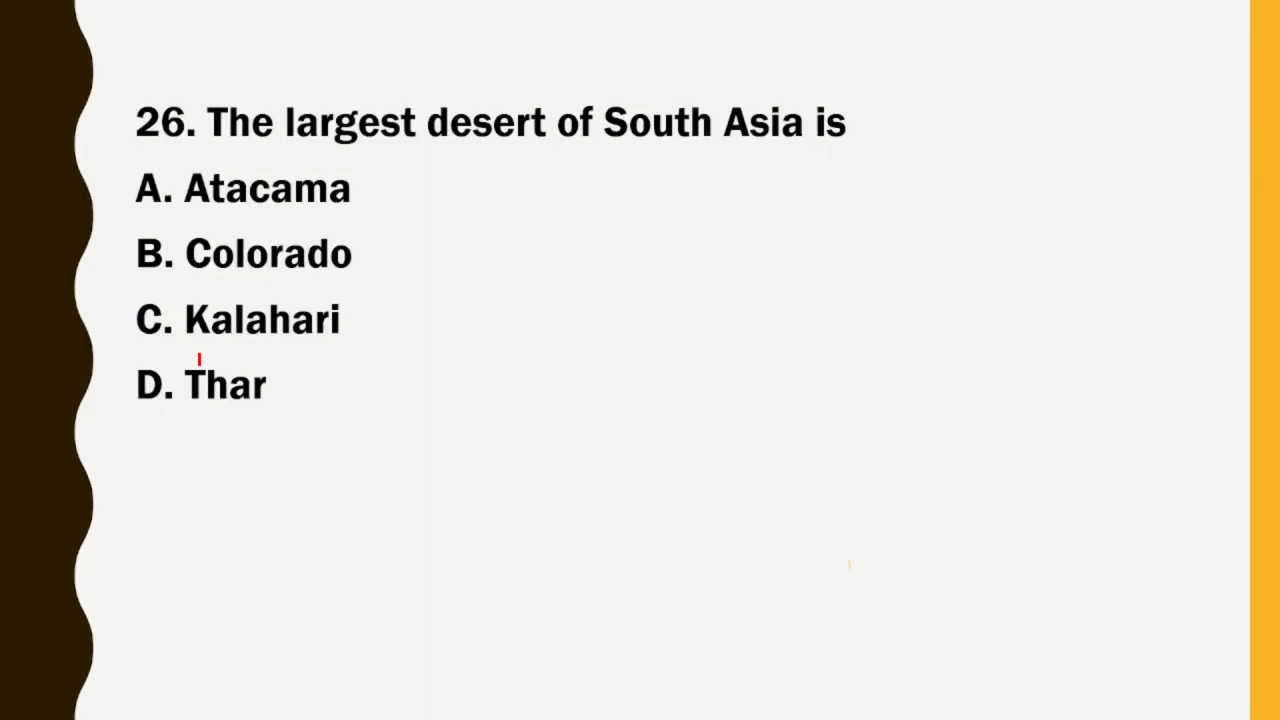 26. The largest desert of South Asia is
A. Atacama
B. Colorado
C. Kalahari
D. Thar